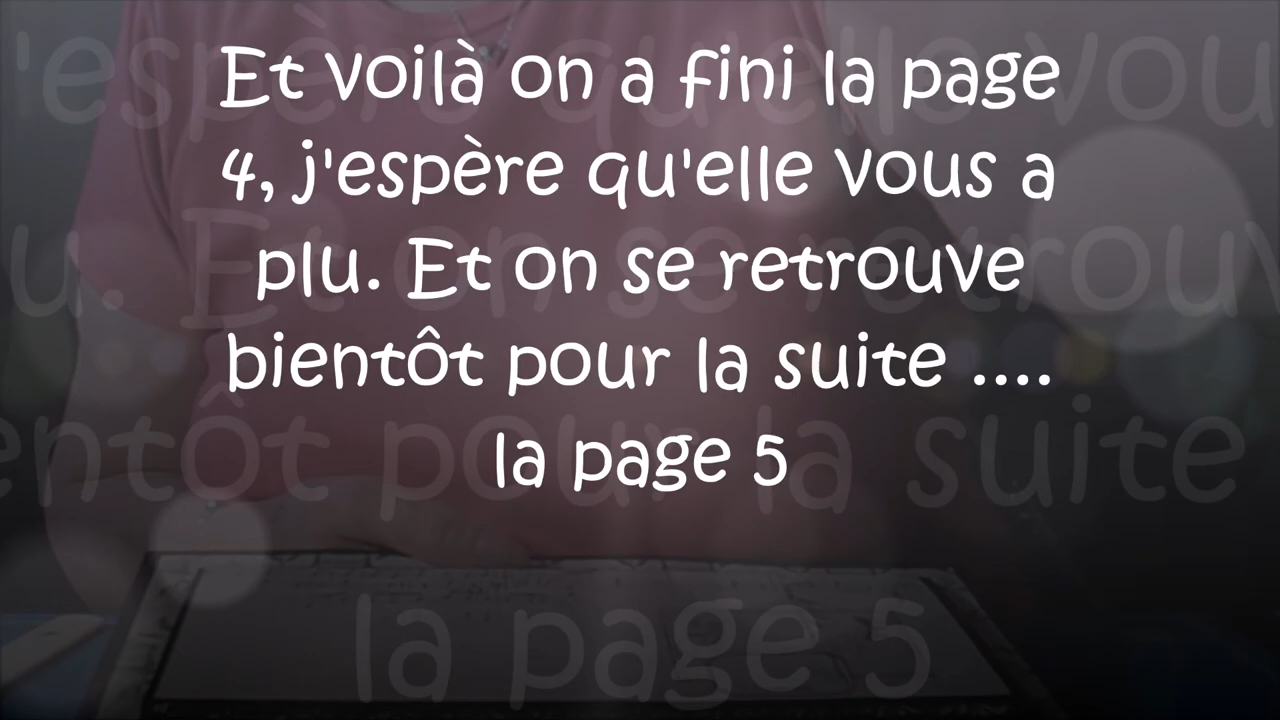 Et voilà on a fini la page
4, j'espère qu'elle vous a
plu. Et on se retrouve
bientôt pour la suite ....
la page 5